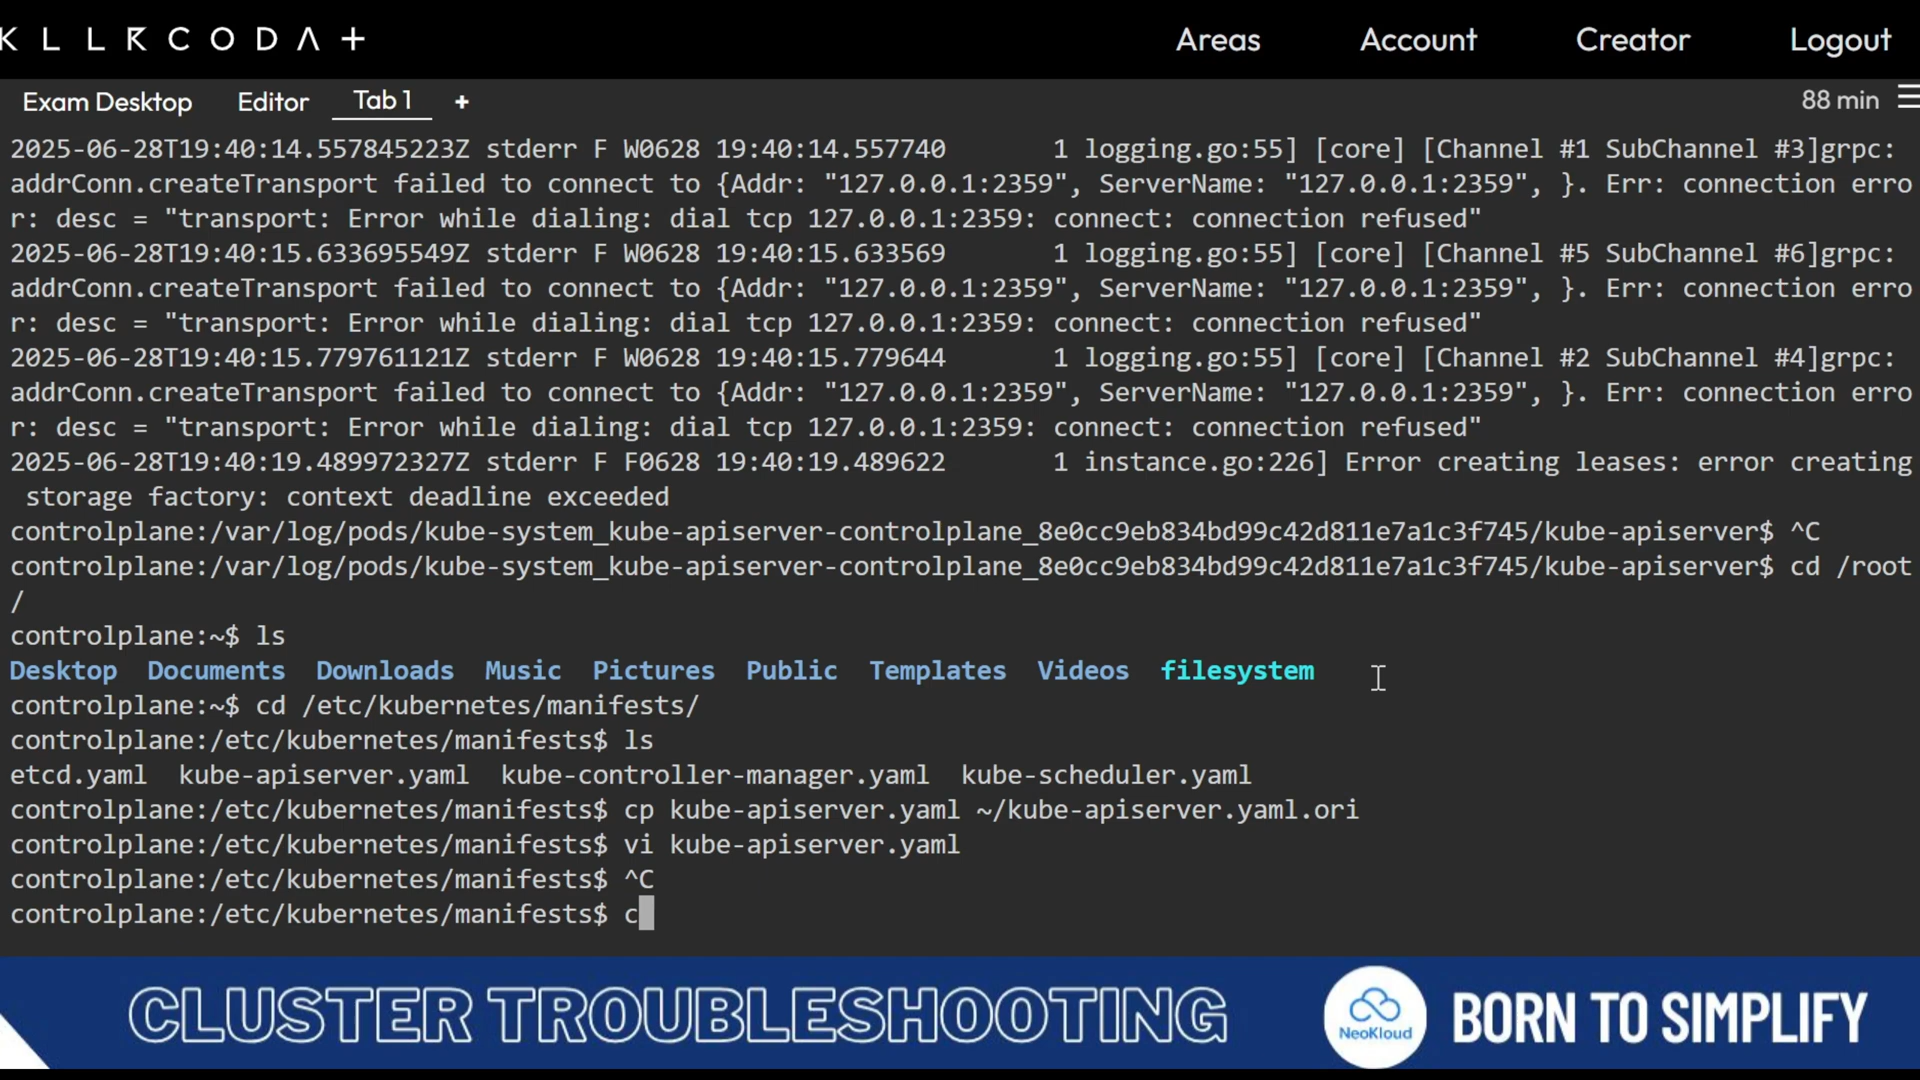 KLLRCODA+
Areas Account Creator Logout
Exam Desktop Editor Tab 1 + 88 min
2025-06-28T19:40:14.557845223Z stderr F W0628 19:40:14.557740       1 logging.go:55] [core] [Channel #1 SubChannel #3]grpc:
addrConn.createTransport failed to connect to {Addr: "127.0.0.1:2359", ServerName: "127.0.0.1:2359", }. Err: connection erro
r: desc = "transport: Error while dialing: dial tcp 127.0.0.1:2359: connect: connection refused"
2025-06-28T19:40:15.633695549Z stderr F W0628 19:40:15.633569       1 logging.go:55] [core] [Channel #5 SubChannel #6]grpc:
addrConn.createTransport failed to connect to {Addr: "127.0.0.1:2359", ServerName: "127.0.0.1:2359", }. Err: connection erro
r: desc = "transport: Error while dialing: dial tcp 127.0.0.1:2359: connect: connection refused"
2025-06-28T19:40:15.779761121Z stderr F W0628 19:40:15.779644       1 logging.go:55] [core] [Channel #2 SubChannel #4]grpc:
addrConn.createTransport failed to connect to {Addr: "127.0.0.1:2359", ServerName: "127.0.0.1:2359", }. Err: connection erro
r: desc = "transport: Error while dialing: dial tcp 127.0.0.1:2359: connect: connection refused"
2025-06-28T19:40:19.489972327Z stderr F F0628 19:40:19.489622       1 instance.go:226] Error creating leases: error creating
 storage factory: context deadline exceeded
controlplane:/var/log/pods/kube-system_kube-apiserver-controlplane_8e0cc9eb834bd99c42d811e7a1c3f745/kube-apiserver$ ^C
controlplane:/var/log/pods/kube-system_kube-apiserver-controlplane_8e0cc9eb834bd99c42d811e7a1c3f745/kube-apiserver$ cd /root
/
controlplane:~$ ls
Desktop  Documents  Downloads  Music  Pictures  Public  Templates  Videos  filesystem
controlplane:~$ cd /etc/kubernetes/manifests/
controlplane:/etc/kubernetes/manifests$ ls
etcd.yaml  kube-apiserver.yaml  kube-controller-manager.yaml  kube-scheduler.yaml
controlplane:/etc/kubernetes/manifests$ cp kube-apiserver.yaml ~/kube-apiserver.yaml.ori
controlplane:/etc/kubernetes/manifests$ vi kube-apiserver.yaml
controlplane:/etc/kubernetes/manifests$ ^C
controlplane:/etc/kubernetes/manifests$ c
CLUSTER TROUBLESHOOTING
NeoKloud
BORN TO SIMPLIFY